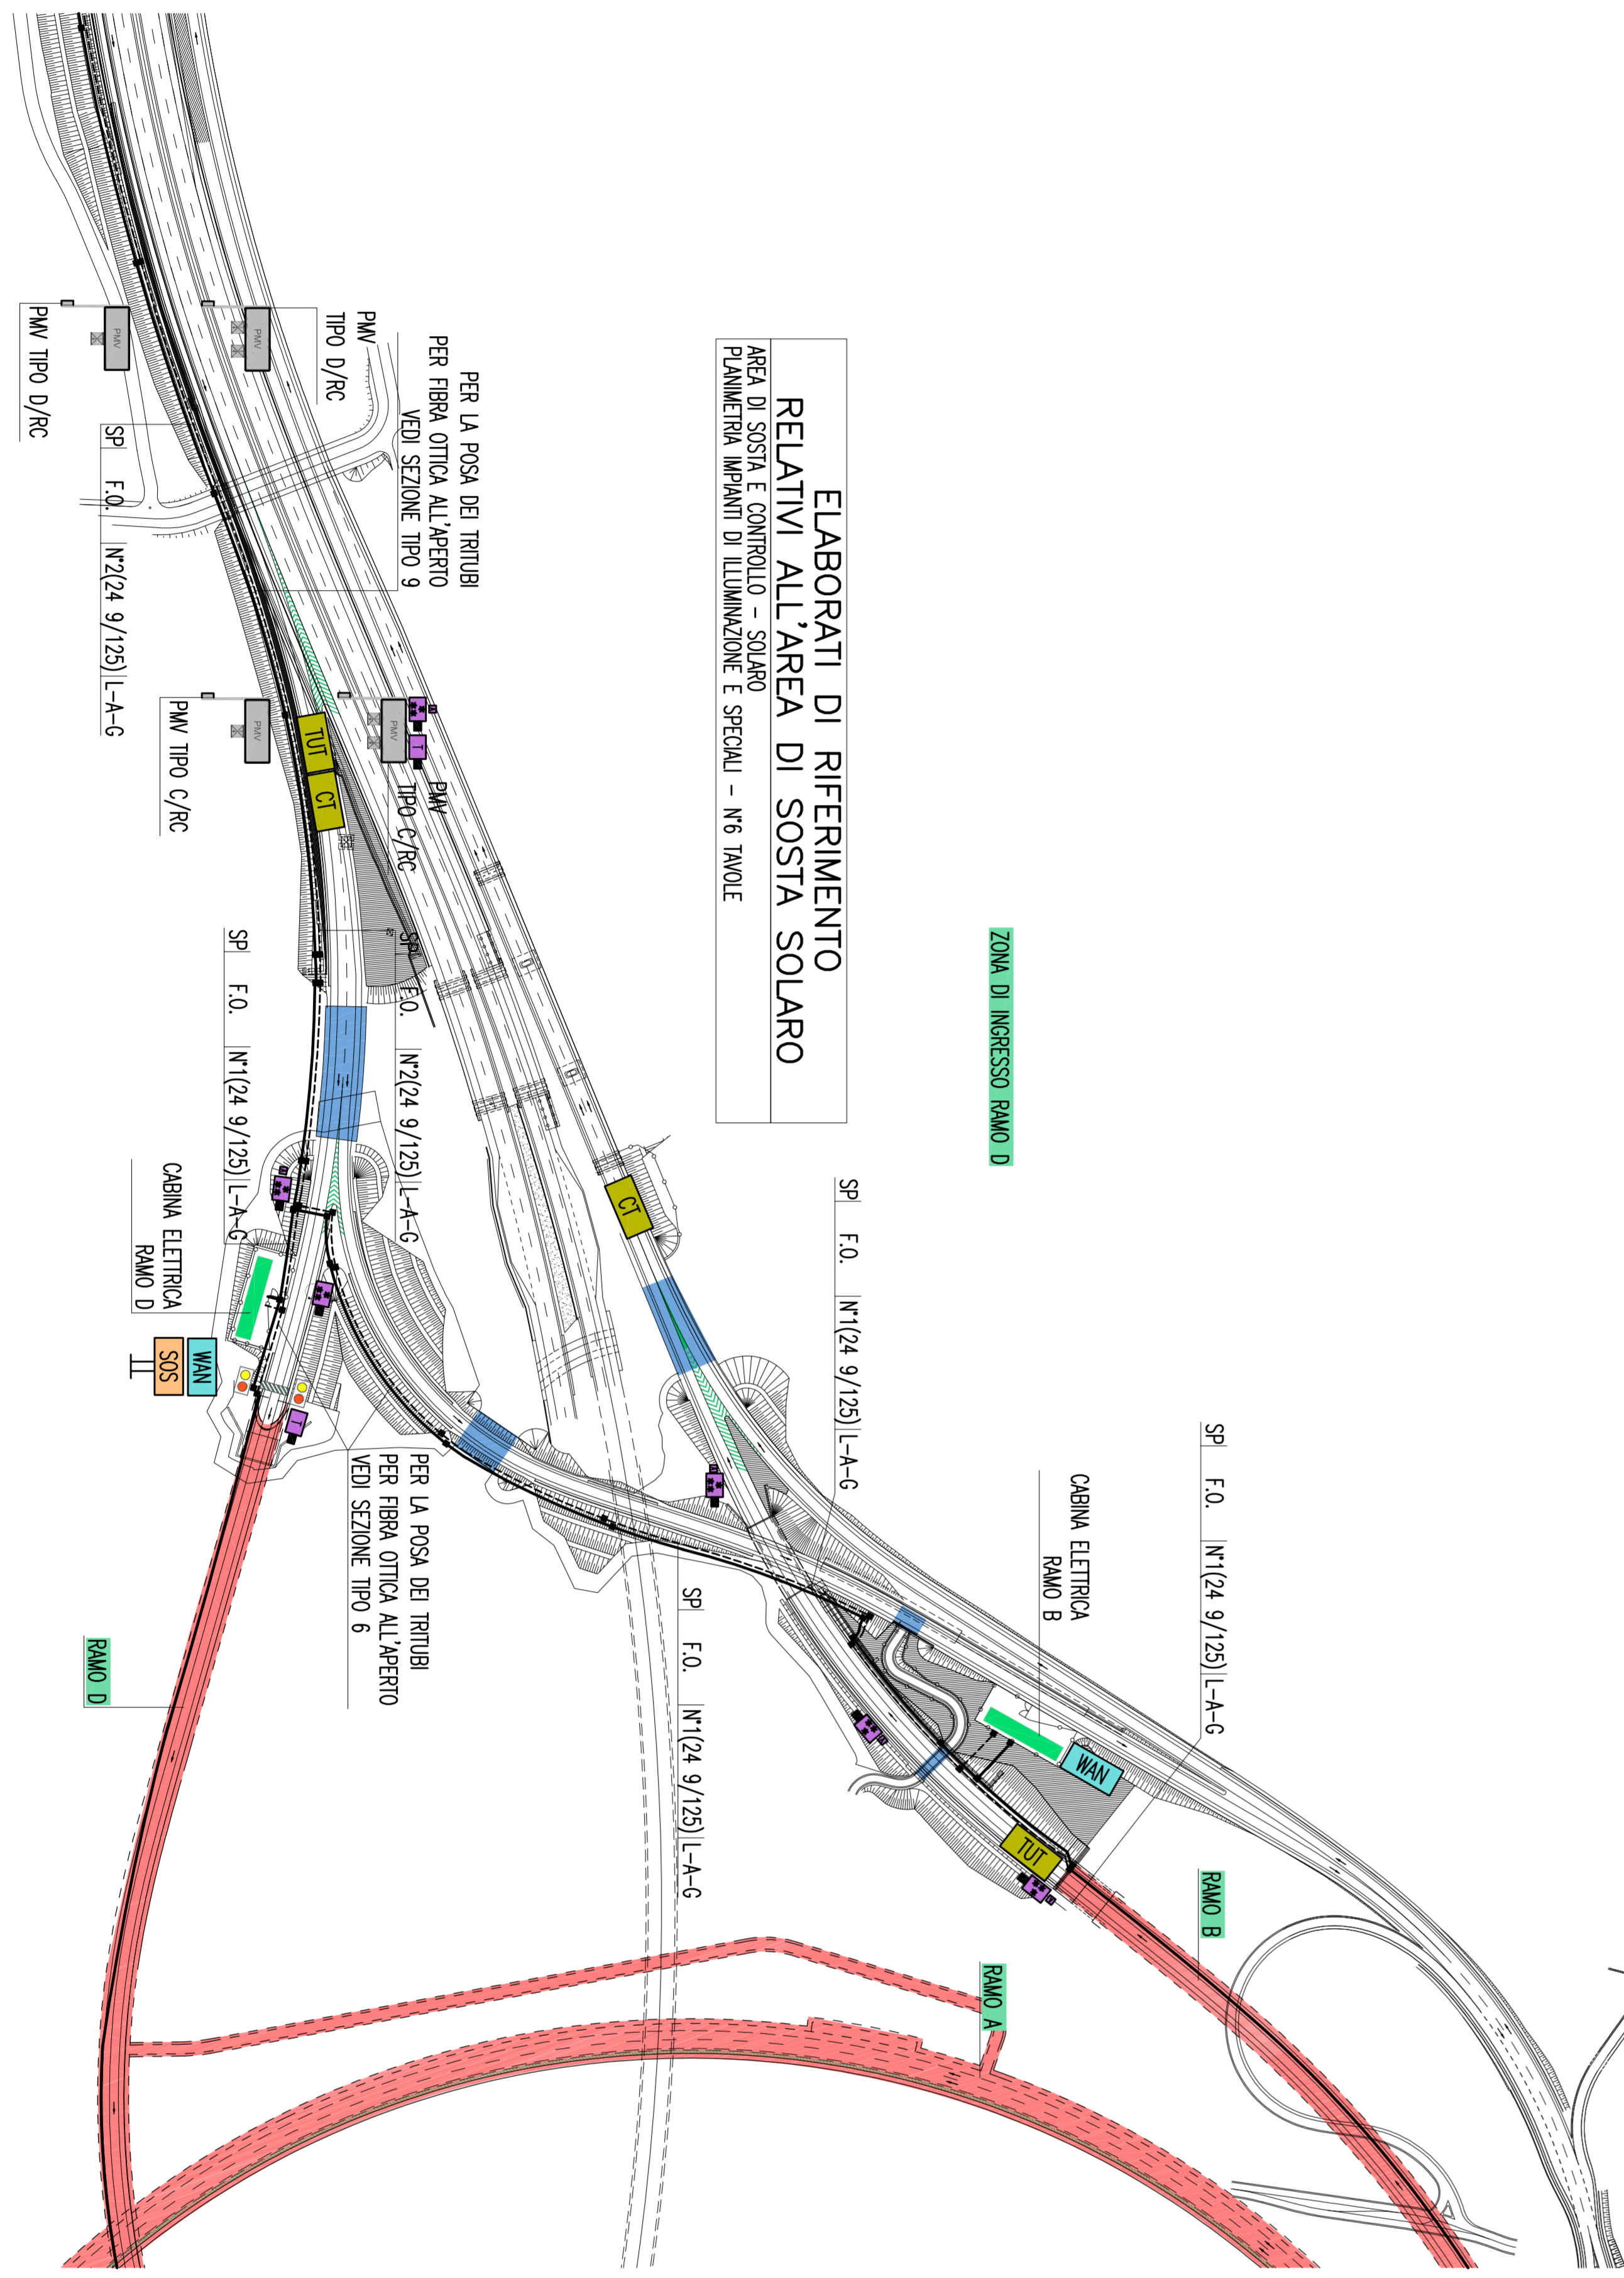 ELABORATI DI RIFERIMENTO
RELATIVI ALL'AREA DI SOSTA SOLARO
AREA DI SOSTA E CONTROLLO - SOLARO
PLANIMETRIA IMPIANTI DI ILLUMINAZIONE E SPECIALI - N°6 TAVOLE
ZONA DI INGRESSO RAMO D
PER LA POSA DEI TRITUBI
PER FIBRA OTTICA ALL'APERTO
VEDI SEZIONE TIPO 9
PMV
TIPO D/RC
PMV
PMV
PMV TIPO D/RC
SP F.O. N°2(24 9/125) L-A-G
PMV
PMV
T
PMV
TIPO C/RC
PMV TIPO C/RC
TUT
CT
SP F.O. N°2(24 9/125) L-A-G
SP F.O. N°1(24 9/125) L-A-G
CABINA ELETTRICA
RAMO D
WAN
SOS
T
CT
SP F.O. N°1(24 9/125) L-A-G
PER LA POSA DEI TRITUBI
PER FIBRA OTTICA ALL'APERTO
VEDI SEZIONE TIPO 6
SP F.O. N°1(24 9/125) L-A-G
CABINA ELETTRICA
RAMO B
SP F.O. N°1(24 9/125) L-A-G
WAN
TUT
RAMO D
RAMO B
RAMO A